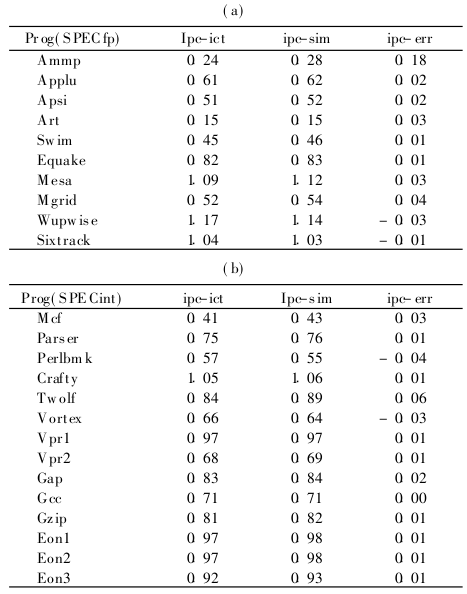 (a)
Prog(SPECfp) Ipc-ict ipc-sim ipc-err
Ammp 0.24 0.28 0.18
Applu 0.61 0.62 0.02
Apsi 0.51 0.52 0.02
Art 0.15 0.15 0.03
Swim 0.45 0.46 0.01
Equake 0.82 0.83 0.01
Mesa 1.09 1.12 0.03
Mgrid 0.52 0.54 0.04
Wupwise 1.17 1.14 -0.03
Sixtrack 1.04 1.03 -0.01
(b)
Prog(SPECint) ipc-ict Ipc-sim ipc-err
Mcf 0.41 0.43 0.03
Parser 0.75 0.76 0.01
Perlbmk 0.57 0.55 -0.04
Crafty 1.05 1.06 0.01
Twolf 0.84 0.89 0.06
Vortex 0.66 0.64 -0.03
Vpr1 0.97 0.97 0.01
Vpr2 0.68 0.69 0.01
Gap 0.83 0.84 0.02
Gcc 0.71 0.71 0.00
Gzip 0.81 0.82 0.01
Eon1 0.97 0.98 0.01
Eon2 0.97 0.98 0.01
Eon3 0.92 0.93 0.01